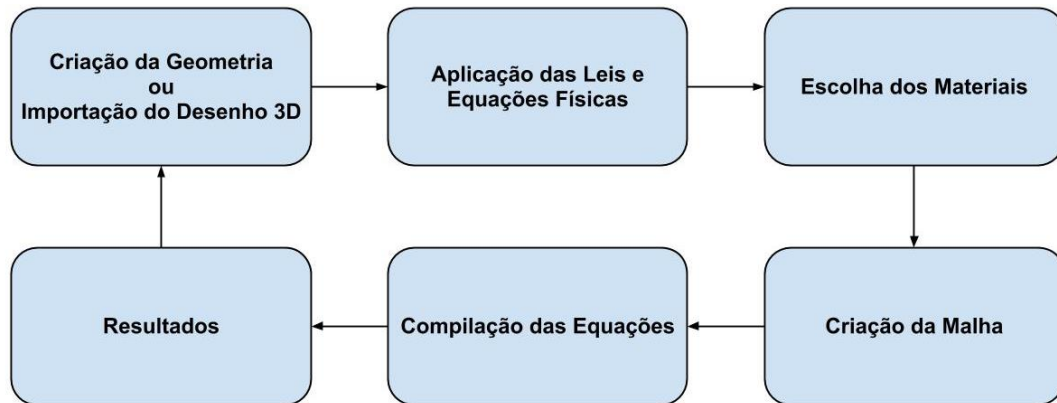 Criação da Geometria
ou
Importação do Desenho 3D
Aplicação das Leis e
Equações Físicas
Escolha dos Materiais
Resultados
Compilação das Equações
Criação da Malha